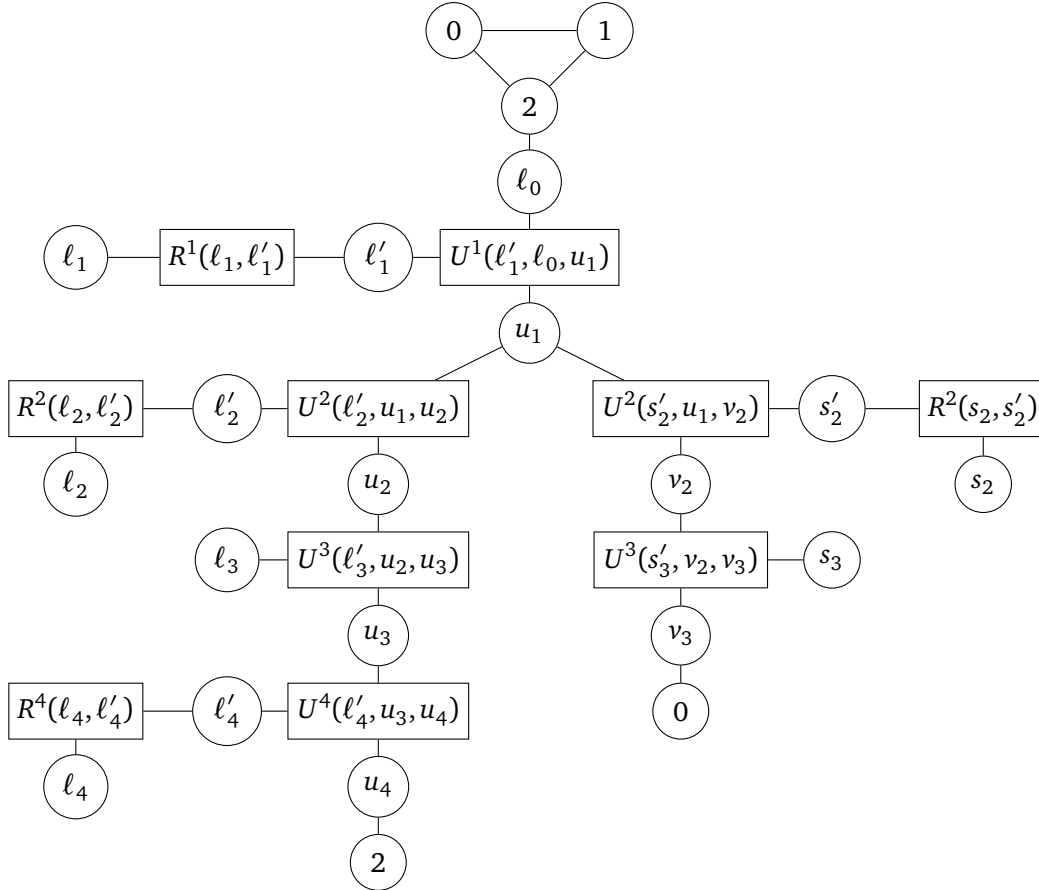 0 1
2
ℓ₀
ℓ₁ R¹(ℓ₁, ℓ′₁) ℓ′₁ U¹(ℓ′₁, ℓ₀, u₁)
u₁
R²(ℓ₂, ℓ′₂) ℓ′₂ U²(ℓ′₂, u₁, u₂) U²(s′₂, u₁, v₂) s′₂ R²(s₂, s′₂)
ℓ₂ u₂ v₂ s₂
ℓ₃ U³(ℓ′₃, u₂, u₃) U³(s′₃, v₂, v₃) s₃
u₃ v₃
R⁴(ℓ₄, ℓ′₄) ℓ′₄ U⁴(ℓ′₄, u₃, u₄) 0
ℓ₄ u₄
2